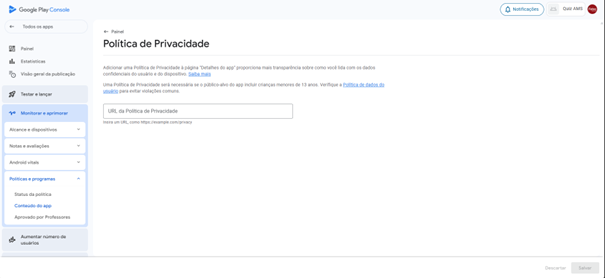 Google Play Console
Notificações
Quixi AMS
Todos os apps
Painel
Estatísticas
Visão geral da publicação
Testar e lançar
Monitorar e aprimorar
Alcance e dispositivos
Notas e avaliações
Android vitals
Políticas e programas
Status da política
Conteúdo do app
Aprovado por Professores
Aumentar número de
usuários
Painel
Política de Privacidade
Adicionar uma Política de Privacidade à página "Detalhes do app" proporciona mais transparência sobre como você lida com os dados
confidenciais do usuário e do dispositivo. Saiba mais
Uma Política de Privacidade será necessária se o público-alvo do app incluir crianças menores de 13 anos. Verifique a Política de dados do
usuário para evitar violações comuns.
URL da Política de Privacidade
Insira um URL, como https://example.com/privacy
Descartar
Salvar